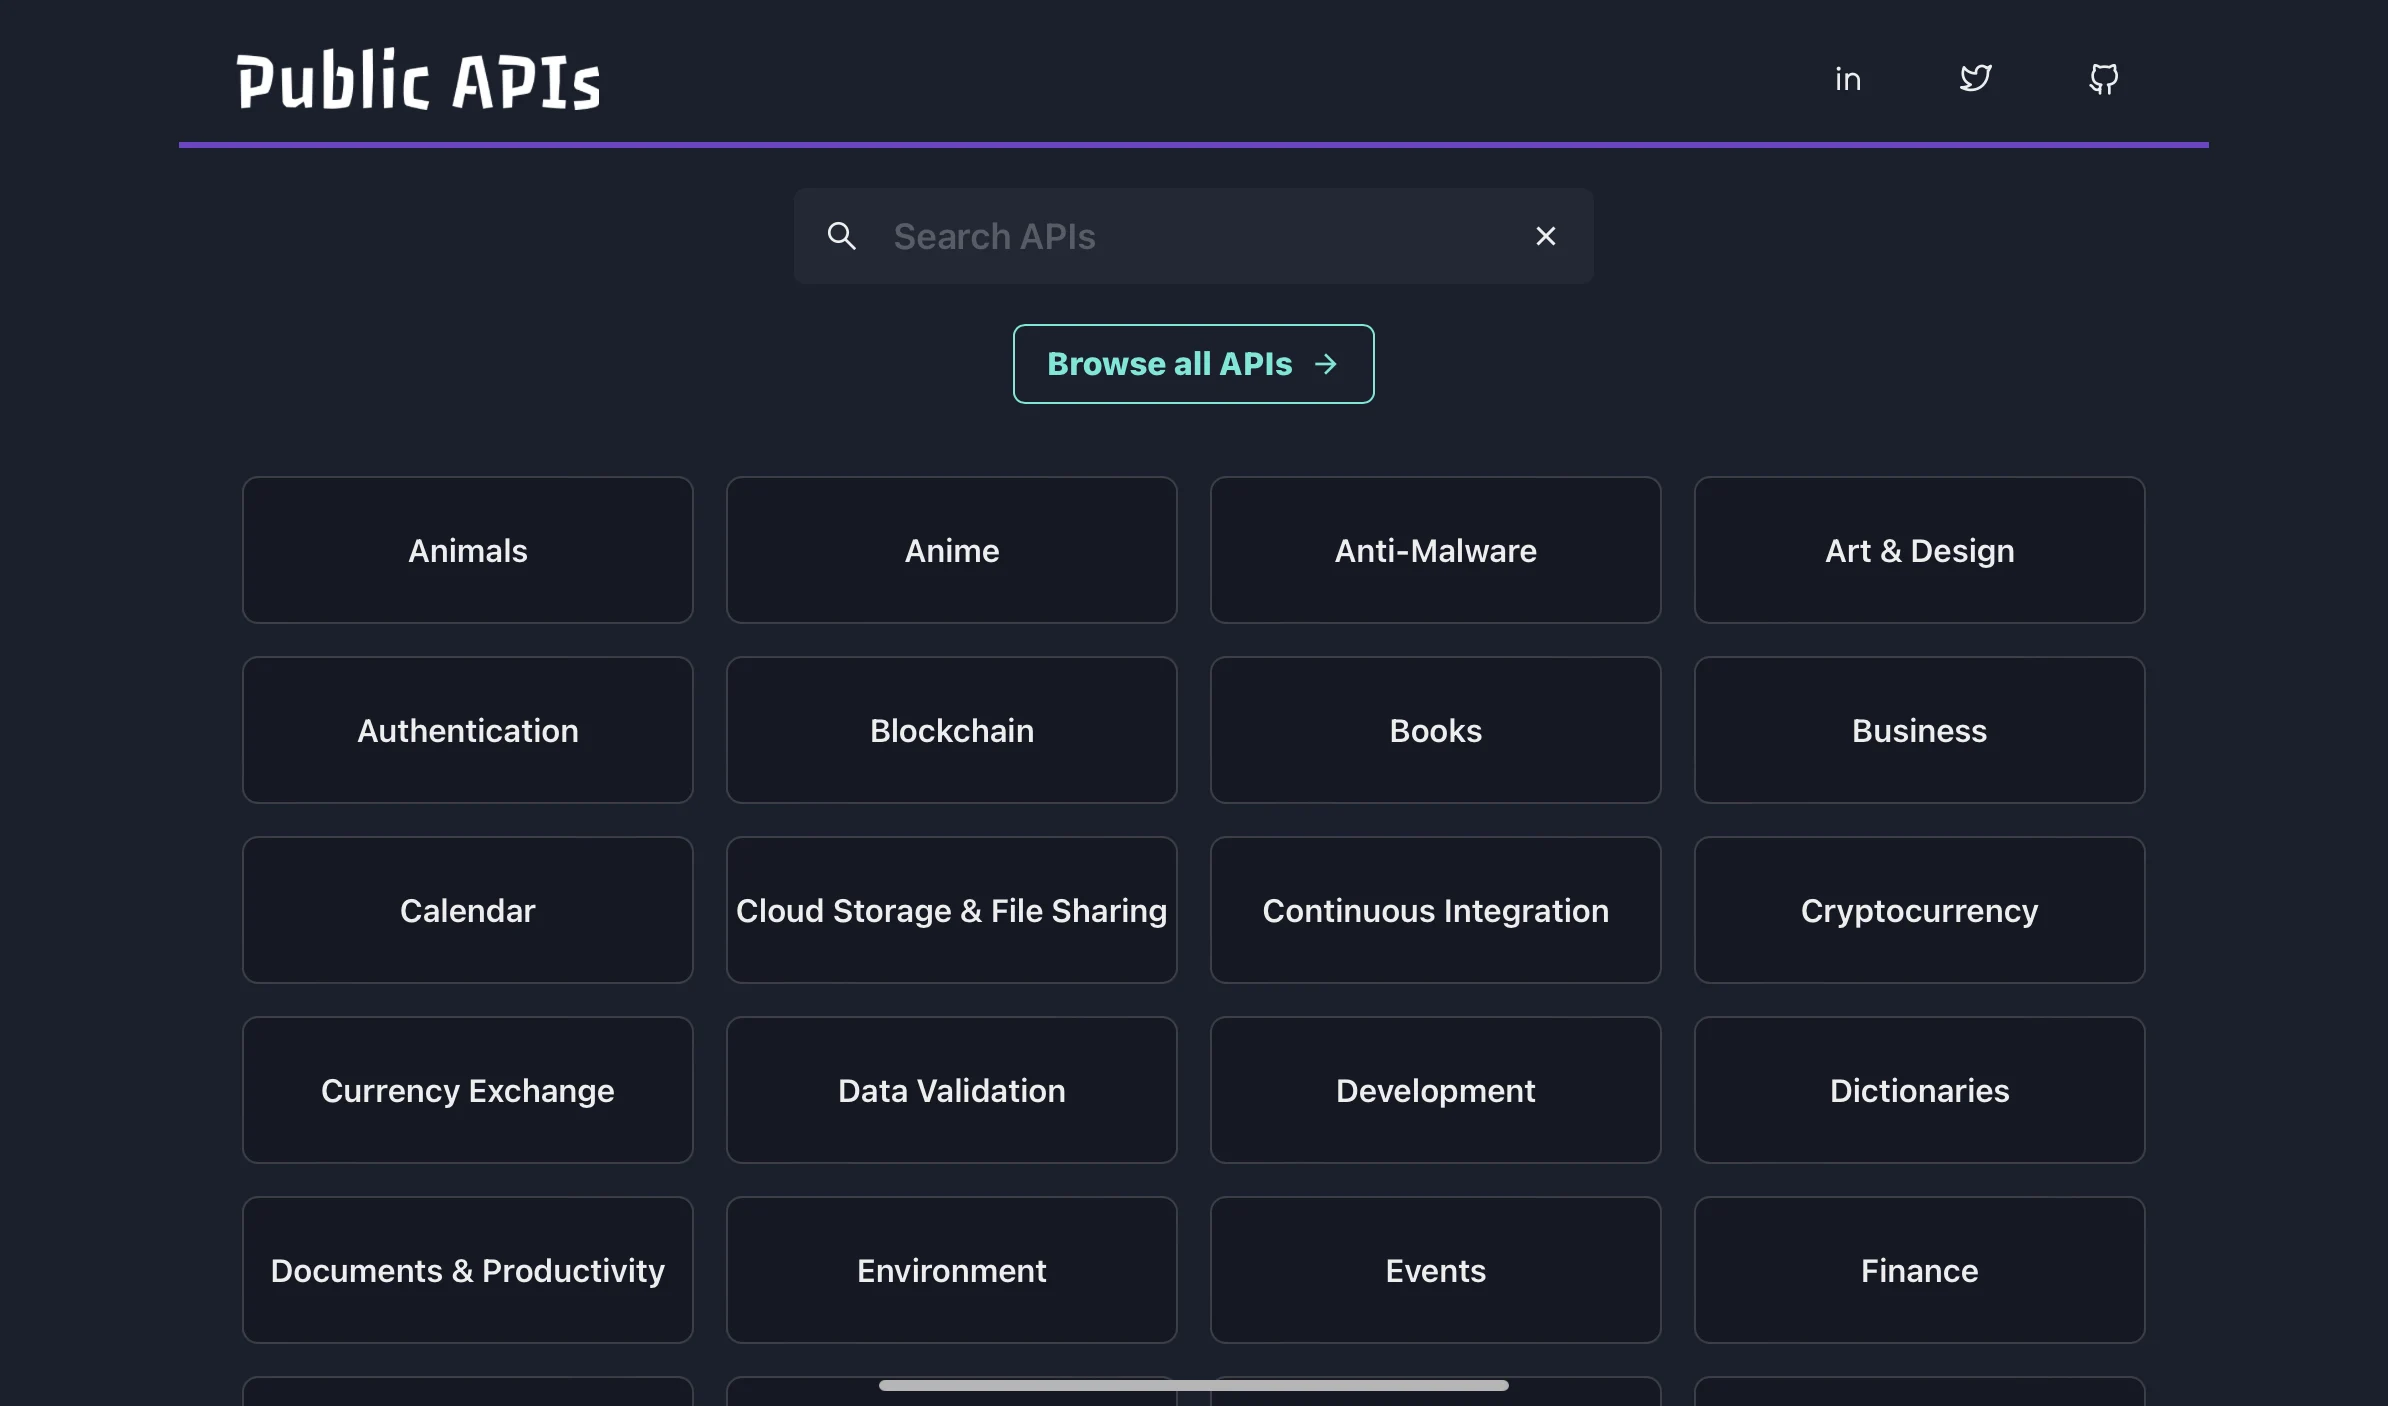 Public APIs
in
Search APIs
Browse all APIs →
Animals
Anime
Anti-Malware
Art & Design
Authentication
Blockchain
Books
Business
Calendar
Cloud Storage & File Sharing
Continuous Integration
Cryptocurrency
Currency Exchange
Data Validation
Development
Dictionaries
Documents & Productivity
Environment
Events
Finance